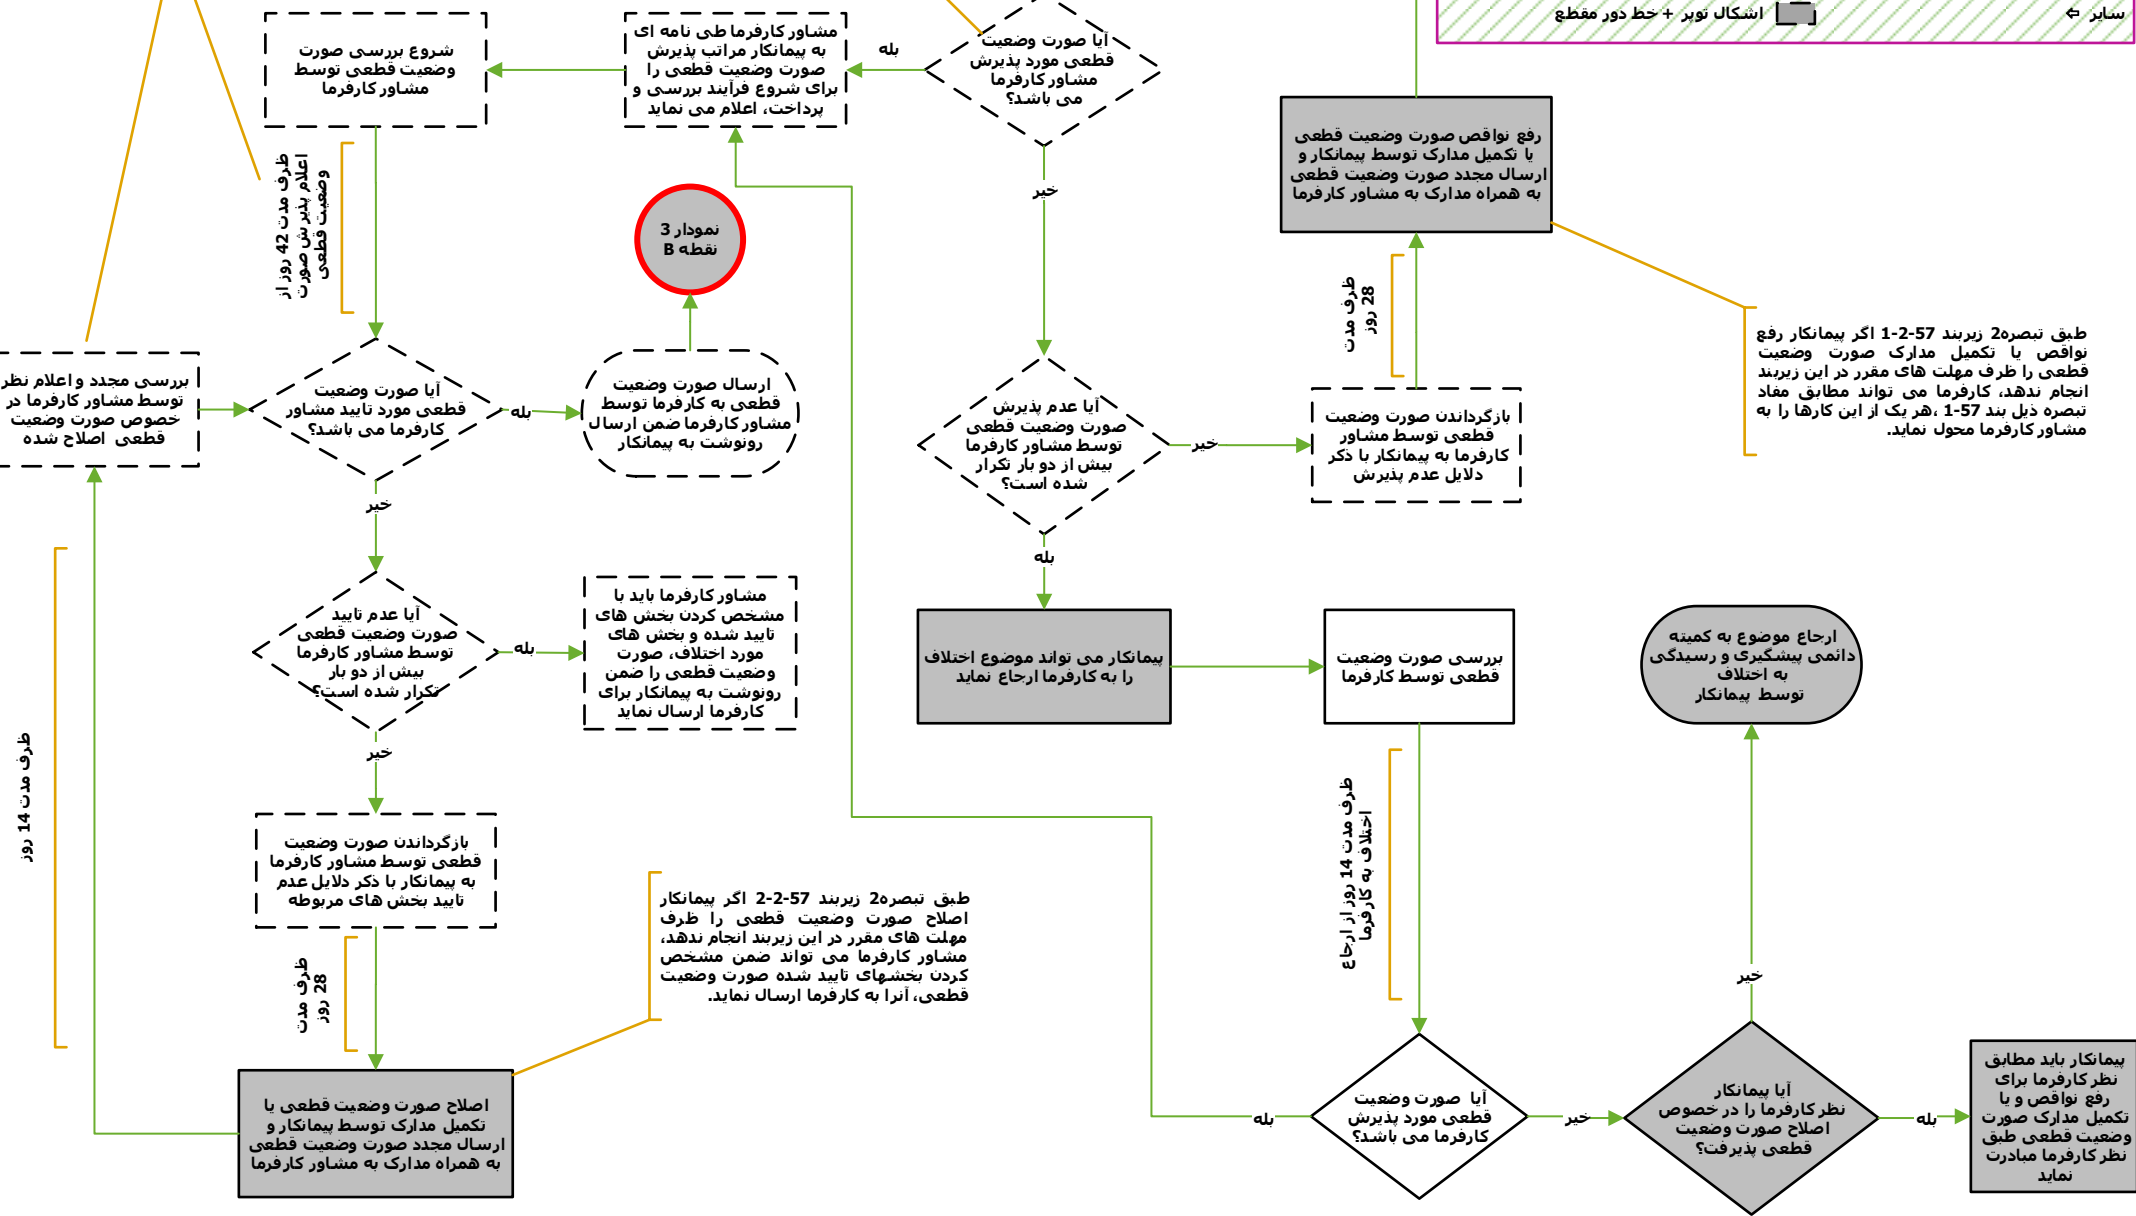 سایر ⇦
اشکال توپر + خط دور مقطع
آیا صورت وضعیت
قطعی مورد پذیرش
مشاور کارفرما
می باشد؟
بله
خیر
مشاور کارفرما طی نامه ای
به پیمانکار مراتب پذیرش
صورت وضعیت قطعی را
برای شروع فرآیند بررسی و
پرداخت، اعلام می نماید
شروع بررسی صورت
وضعیت قطعی توسط
مشاور کارفرما
رفع نواقص صورت وضعیت قطعی
یا تکمیل مدارک توسط پیمانکار و
ارسال مجدد صورت وضعیت قطعی
به همراه مدارک به مشاور کارفرما
ظرف مدت 42 روز از
اعلام پذیرش صورت
وضعیت قطعی
نمودار 3
نقطه B
ظرف مدت
28 روز
طبق تبصره2 زیربند 57-2-1 اگر پیمانکار رفع
نواقص یا تکمیل مدارک صورت وضعیت
قطعی را ظرف مهلت های مقرر در این زیربند
انجام ندهد، کارفرما می تواند مطابق مفاد
تبصره ذیل بند 57-1 ،هر یک از این کارها را به
مشاور کارفرما محول نماید.
بازگرداندن صورت وضعیت
قطعی توسط مشاور
کارفرما به پیمانکار با ذکر
دلایل عدم پذیرش
خیر
آیا عدم پذیرش
صورت وضعیت قطعی
توسط مشاور کارفرما
بیش از دو بار تکرار
شده است؟
بله
ارسال صورت وضعیت
قطعی به کارفرما توسط
مشاور کارفرما ضمن ارسال
رونوشت به پیمانکار
بله
آیا صورت وضعیت
قطعی مورد تایید مشاور
کارفرما می باشد؟
خیر
بررسی مجدد و اعلام نظر
توسط مشاور کارفرما در
خصوص صورت وضعیت
قطعی اصلاح شده
آیا عدم تایید
صورت وضعیت قطعی
توسط مشاور کارفرما
بیش از دو بار
تکرار شده است؟
بله
خیر
مشاور کارفرما باید با
مشخص کردن بخش های
تایید شده و بخش های
مورد اختلاف، صورت
وضعیت قطعی را ضمن
رونوشت به پیمانکار برای
کارفرما ارسال نماید
پیمانکار می تواند موضوع اختلاف
را به کارفرما ارجاع نماید
بررسی صورت وضعیت
قطعی توسط کارفرما
ارجاع موضوع به کمیته
دائمی پیشگیری و رسیدگی
به اختلاف
توسط پیمانکار
ظرف مدت 14 روز
بازگرداندن صورت وضعیت
قطعی توسط مشاور کارفرما
به پیمانکار با ذکر دلایل عدم
تایید بخش های مربوطه
ظرف مدت
28 روز
طبق تبصره2 زیربند 57-2-2 اگر پیمانکار
اصلاح صورت وضعیت قطعی را ظرف
مهلت های مقرر در این زیربند انجام ندهد،
مشاور کارفرما می تواند ضمن مشخص
کردن بخشهای تایید شده صورت وضعیت
قطعی، آنرا به کارفرما ارسال نماید.
ظرف مدت 14 روز از ارجاع
اختلاف به کارفرما
خیر
اصلاح صورت وضعیت قطعی یا
تکمیل مدارک توسط پیمانکار و
ارسال مجدد صورت وضعیت قطعی
به همراه مدارک به مشاور کارفرما
بله
آیا صورت وضعیت
قطعی مورد پذیرش
کارفرما می باشد؟
خیر
آیا پیمانکار
نظر کارفرما را در خصوص
اصلاح صورت وضعیت
قطعی پذیرفت؟
بله
پیمانکار باید مطابق
نظر کارفرما برای
رفع نواقص و یا
تکمیل مدارک صورت
وضعیت قطعی طبق
نظر کارفرما مبادرت
نماید